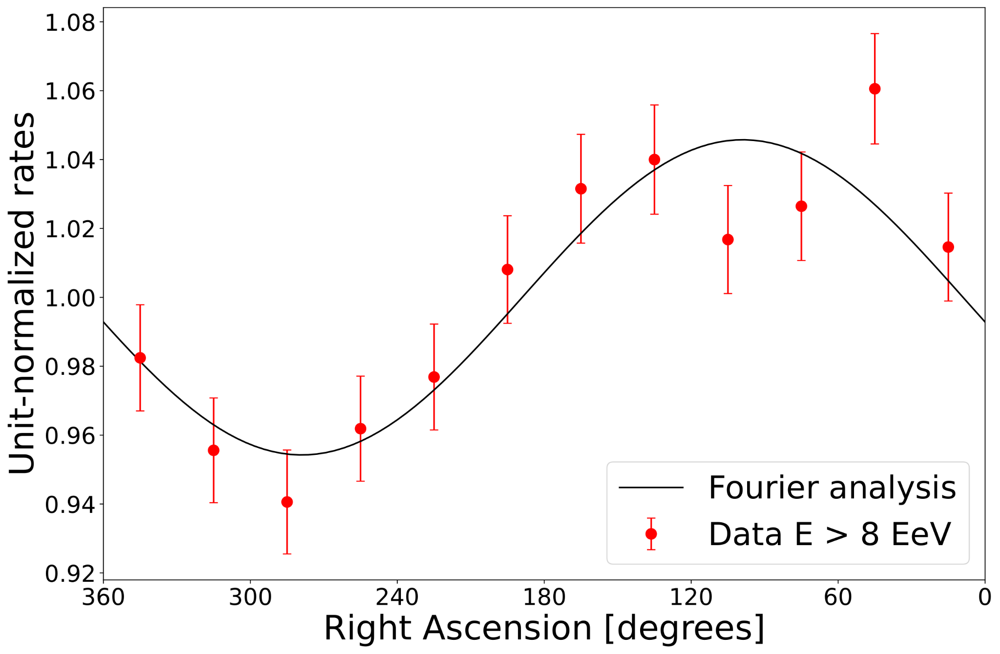 1.08
1.06
1.04
1.02
1.00
0.98
0.96
0.94
0.92
Unit-normalized rates
Fourier analysis
Data E > 8 EeV
360 300 240 180 120 60 0
Right Ascension [degrees]